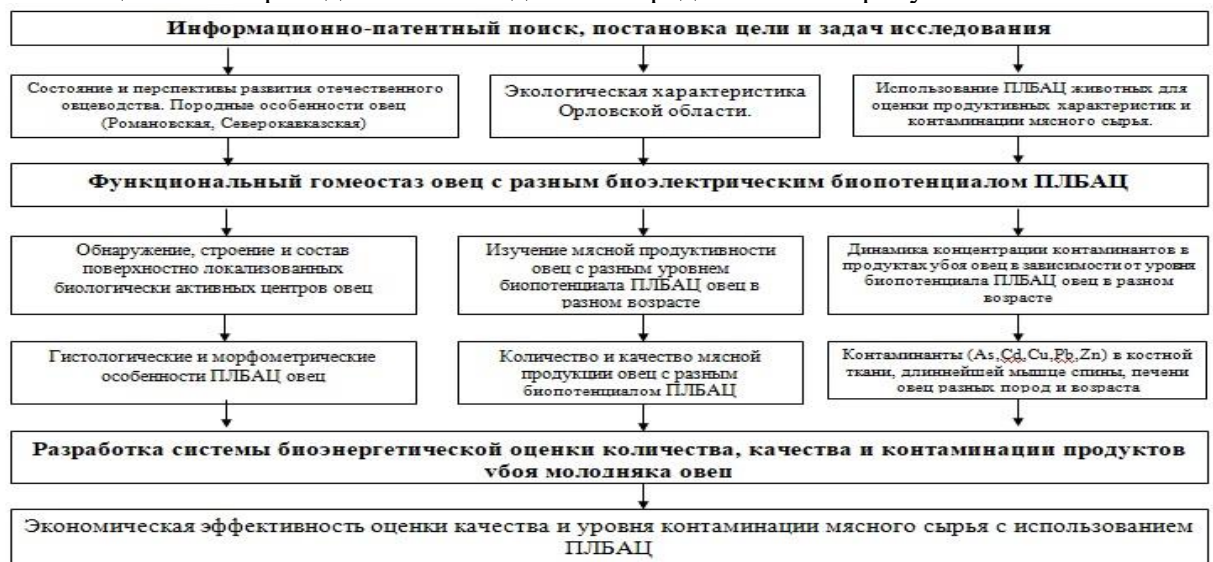 Информационно-патентный поиск, постановка цели и задач исследования
Состояние и перспективы развития отечественного
овцеводства. Породные особенности овец
(Романовская, Северокавказская)
Экологическая характеристика
Орловской области.
Использование ПЛБАЦ животных для
оценки продуктивных характеристик и
контаминации мясного сырья.
Функциональный гомеостаз овец с разным биоэлектрическим биопотенциалом ПЛБАЦ
Обнаружение, строение и состав
поверхностно локализованных
биологически активных центров овец
Изучение мясной продуктивности
овец с разным уровнем
биопотенциала ПЛБАЦ овец в
разном возрасте
Динамика концентрации контаминантов в
продуктах убоя овец в зависимости от уровня
биопотенциала ПЛБАЦ овец в разном
возрасте
Гистологические и морфометрические
особенности ПЛБАЦ овец
Количество и качество мясной
продукции овец с разным
биопотенциалом ПЛБАЦ
Контаминанты (As,Cd,Cu,Pb,Zn) в костной
ткани, длиннейшей мышце спины, печени
овец разных пород и возраста
Разработка системы биоэнергетической оценки количества, качества и контаминации продуктов
убоя молодняка овец
Экономическая эффективность оценки качества и уровня контаминации мясного сырья с использованием
ПЛБАЦ